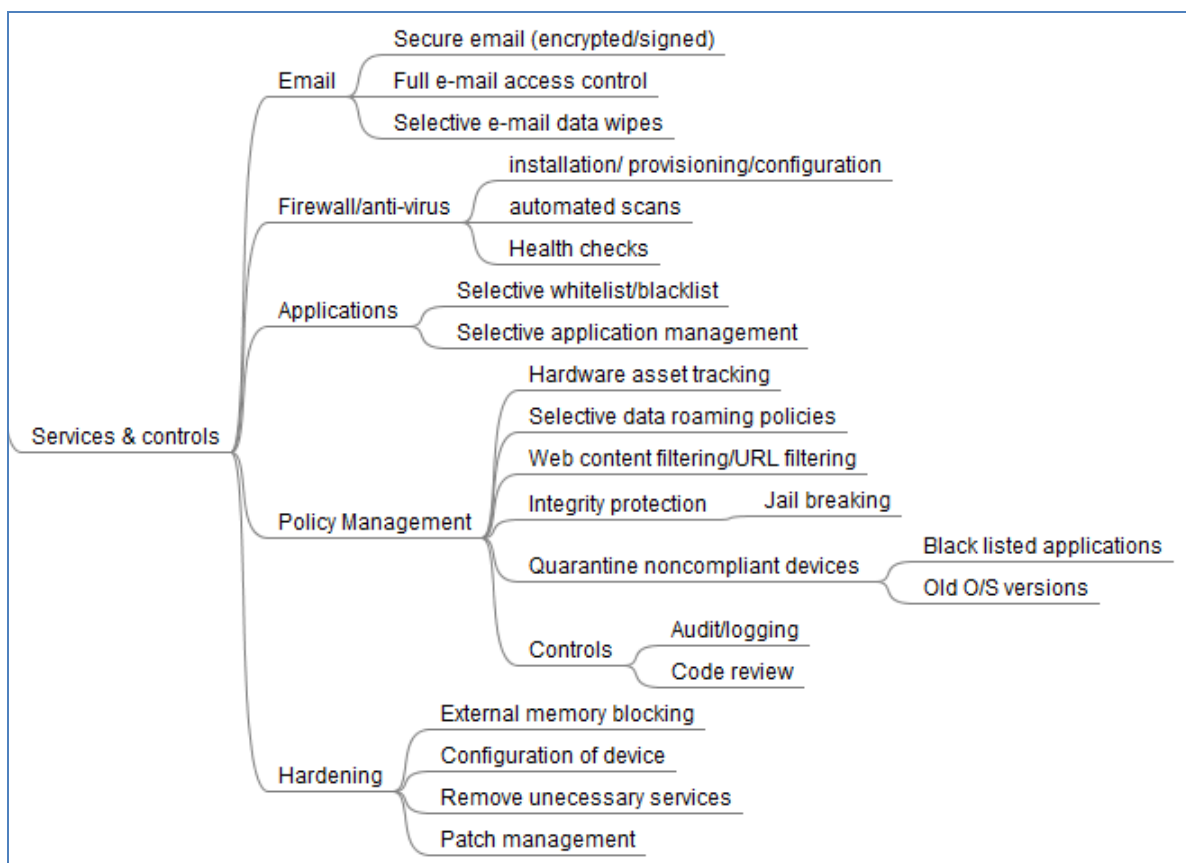 Secure email (encrypted/signed)
Email
Full e-mail access control
Selective e-mail data wipes
installation/ provisioning/configuration
Firewall/anti-virus
automated scans
Health checks
Selective whitelist/blacklist
Applications
Selective application management
Hardware asset tracking
Selective data roaming policies
Services & controls
Web content filtering/URL filtering
Integrity protection
Jail breaking
Policy Management
Quarantine noncompliant devices
Black listed applications
Old O/S versions
Controls
Audit/logging
Code review
External memory blocking
Configuration of device
Hardening
Remove unecessary services
Patch management